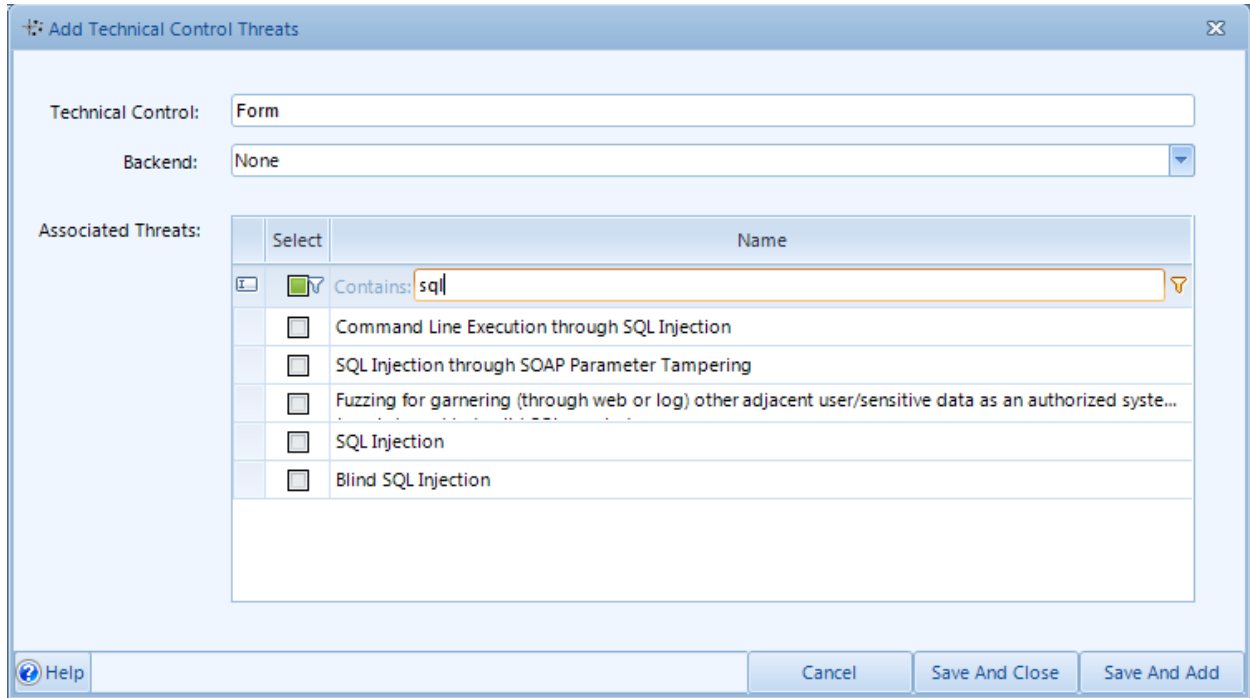 Add Technical Control Threats
Technical Control: Form
Backend: None
Associated Threats:
Select Name
Contains: sql
Command Line Execution through SQL Injection
SQL Injection through SOAP Parameter Tampering
Fuzzing for garnering (through web or log) other adjacent user/sensitive data as an authorized syste...
SQL Injection
Blind SQL Injection
Help Cancel Save And Close Save And Add